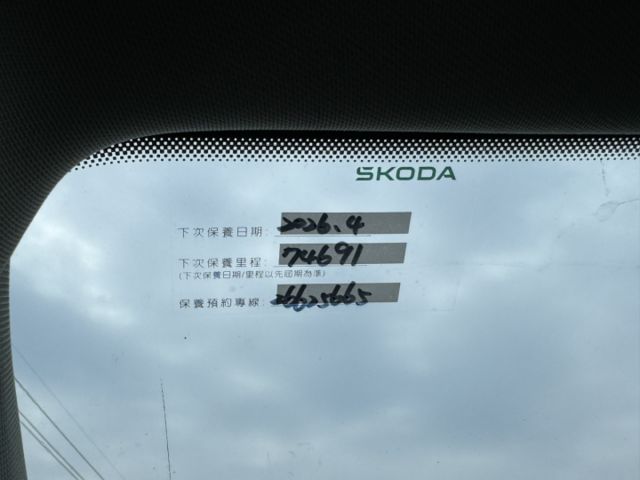 SKODA
下次保養日期: 2026.4
下次保養里程: 74691
(下次保養日期/里程以先屆期為準)
保養預約專線: 26625665